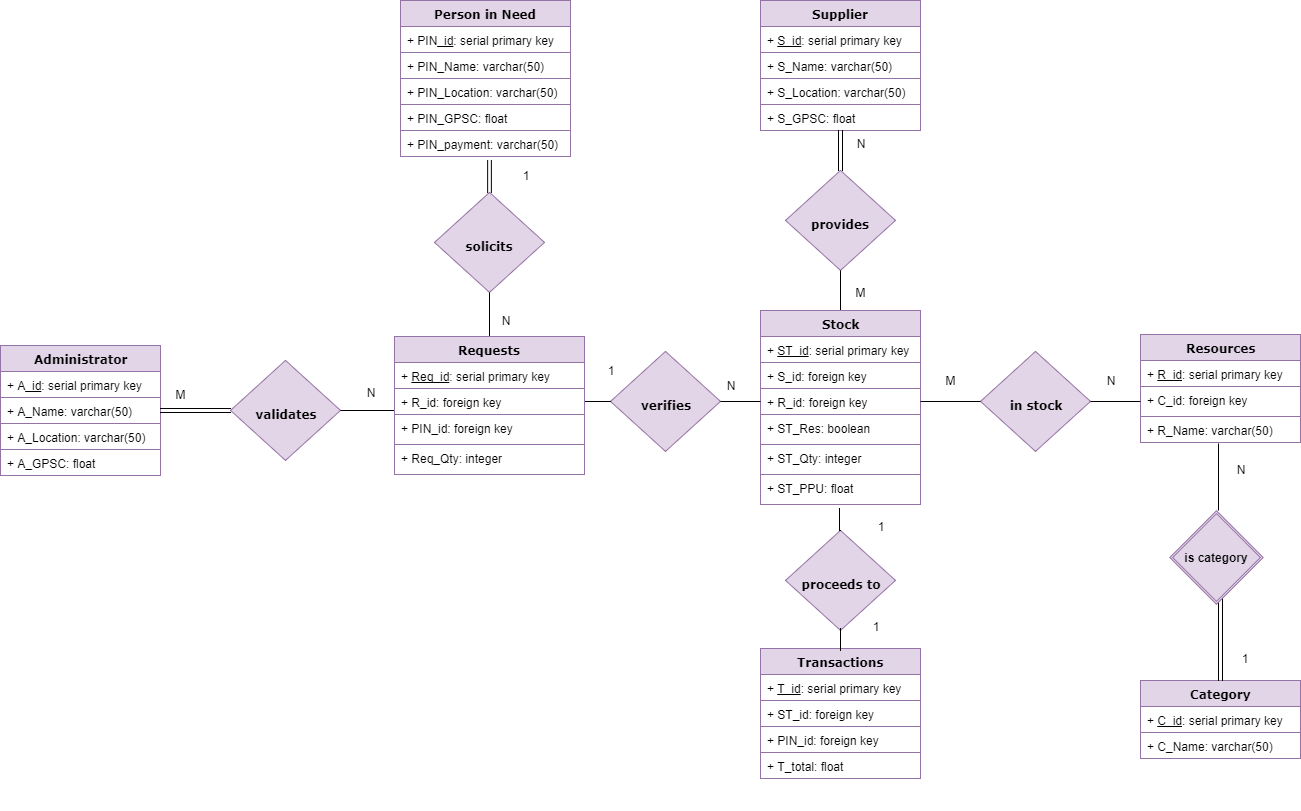 Person in Need
+ PIN_id: serial primary key
+ PIN_Name: varchar(50)
+ PIN_Location: varchar(50)
+ PIN_GPSC: float
+ PIN_payment: varchar(50)
1
solicits
N
Supplier
+ S_id: serial primary key
+ S_Name: varchar(50)
+ S_Location: varchar(50)
+ S_GPSC: float
N
provides
M
Administrator
+ A_id: serial primary key
+ A_Name: varchar(50)
+ A_Location: varchar(50)
+ A_GPSC: float
M
validates
N
Requests
+ Req_id: serial primary key
+ R_id: foreign key
+ PIN_id: foreign key
+ Req_Qty: integer
1
verifies
N
Stock
+ ST_id: serial primary key
+ S_id: foreign key
+ R_id: foreign key
+ ST_Res: boolean
+ ST_Qty: integer
+ ST_PPU: float
M
in stock
N
Resources
+ R_id: serial primary key
+ C_id: foreign key
+ R_Name: varchar(50)
1
proceeds to
1
Transactions
+ T_id: serial primary key
+ ST_id: foreign key
+ PIN_id: foreign key
+ T_total: float
N
is category
1
Category
+ C_id: serial primary key
+ C_Name: varchar(50)